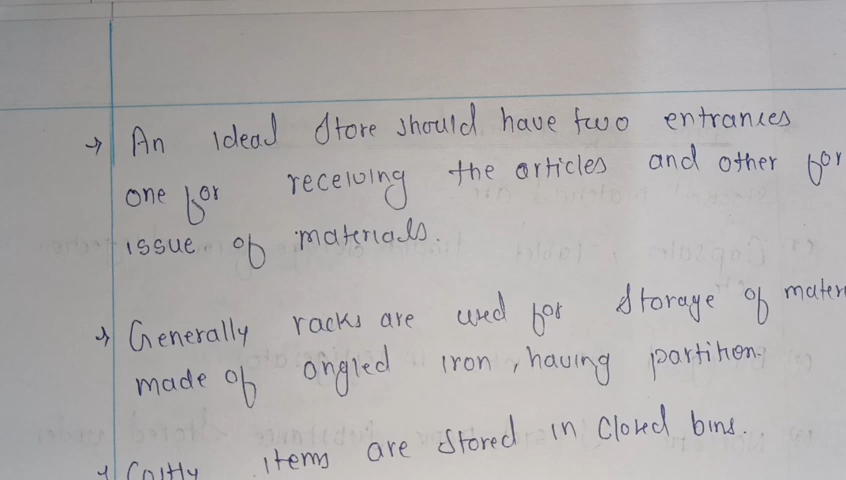 → An ideal store should have two entrances
one for receiving the articles and other for
issue of materials.
→ Generally racks are used for storage of mater
made of angled iron, having partition.
→ Costly items are stored in closed bins.